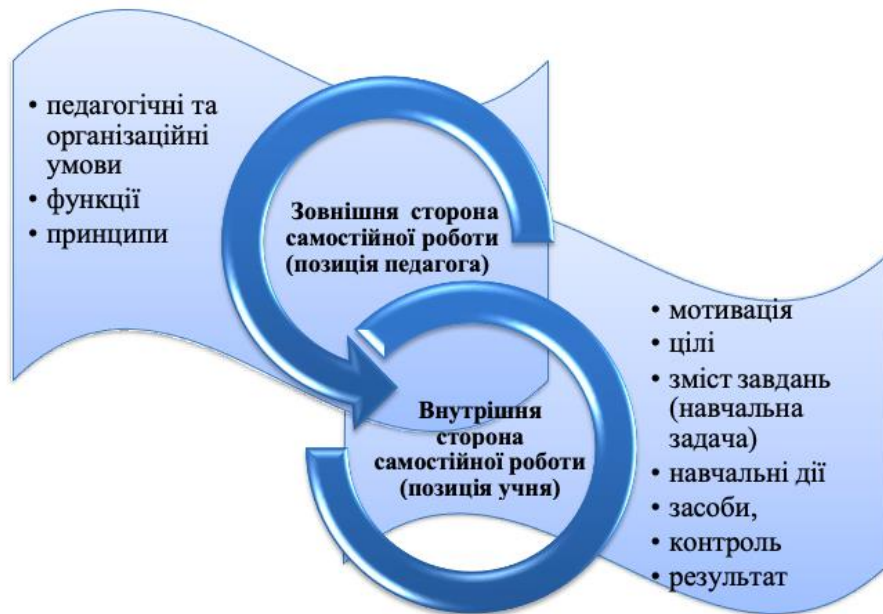 • педагогічні та
організаційні
умови
• функції
• принципи
Зовнішня сторона
самостійної роботи
(позиція педагога)
Внутрішня
сторона
самостійної роботи
(позиція учня)
• мотивація
• цілі
• зміст завдань
(навчальна
задача)
• навчальні дії
• засоби,
• контроль
• результат